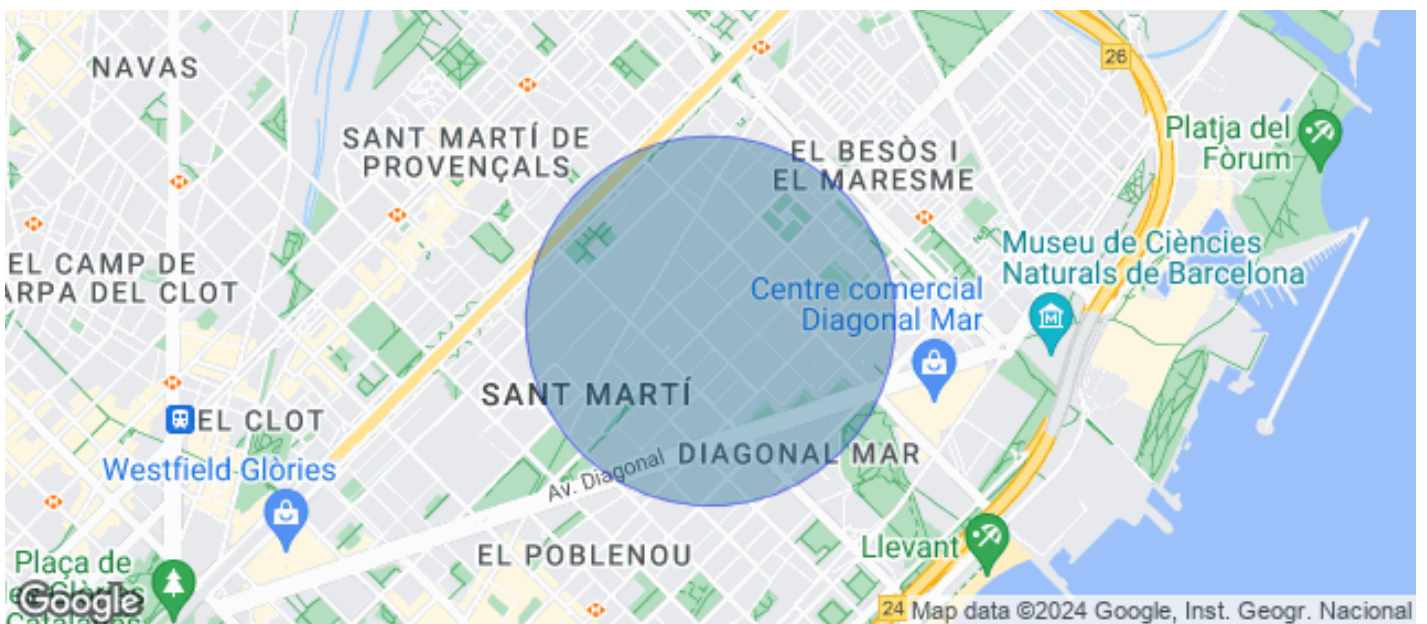 NAVAS
26
SANT MARTÍ DE
PROVENÇALS
EL BESÒS I
EL MARESME
Platja del
Fòrum
Museu de Ciències
Naturals de Barcelona
EL CAMP DE
ARPA DEL CLOT
Centre comercial
Diagonal Mar
SANT MARTÍ
EL CLOT
Av. Diagonal
DIAGONAL MAR
Westfield Glòries
EL POBLENOU
Llevant
Plaça de
Google
24
Map data ©2024 Google, Inst. Geogr. Nacional